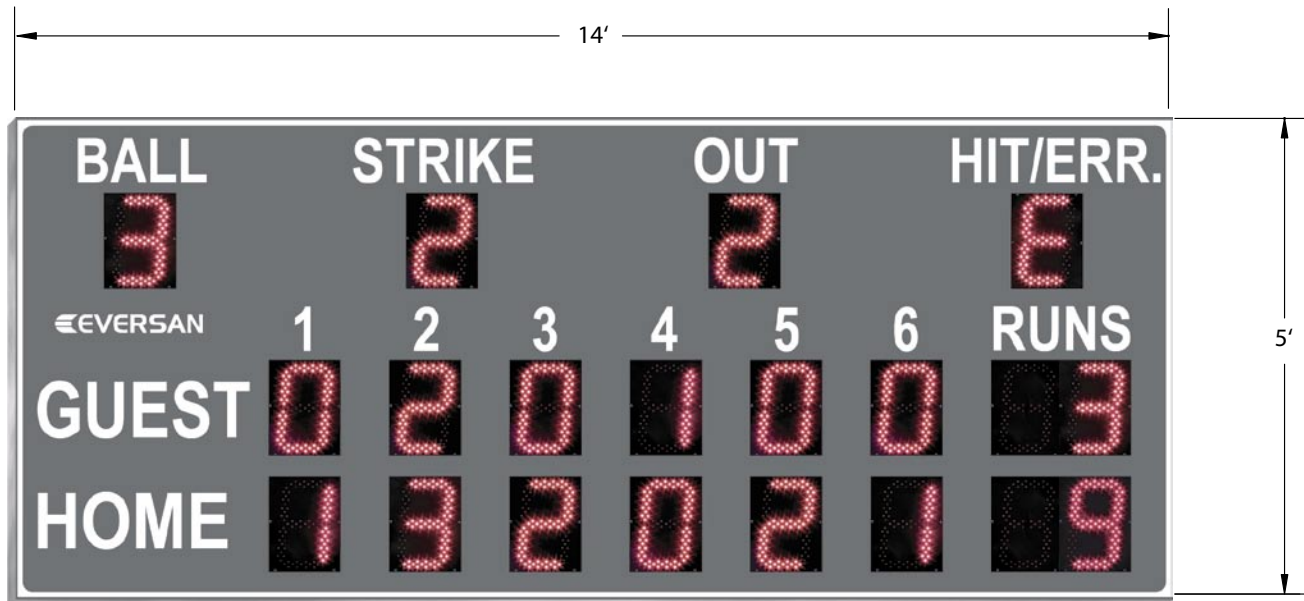 14‘
BALL STRIKE OUT HIT/ERR.
3 2 2 E
EVERSAN 1 2 3 4 5 6 RUNS
5‘
GUEST 0 2 0 1 0 0 3
HOME 1 3 2 0 2 1 9